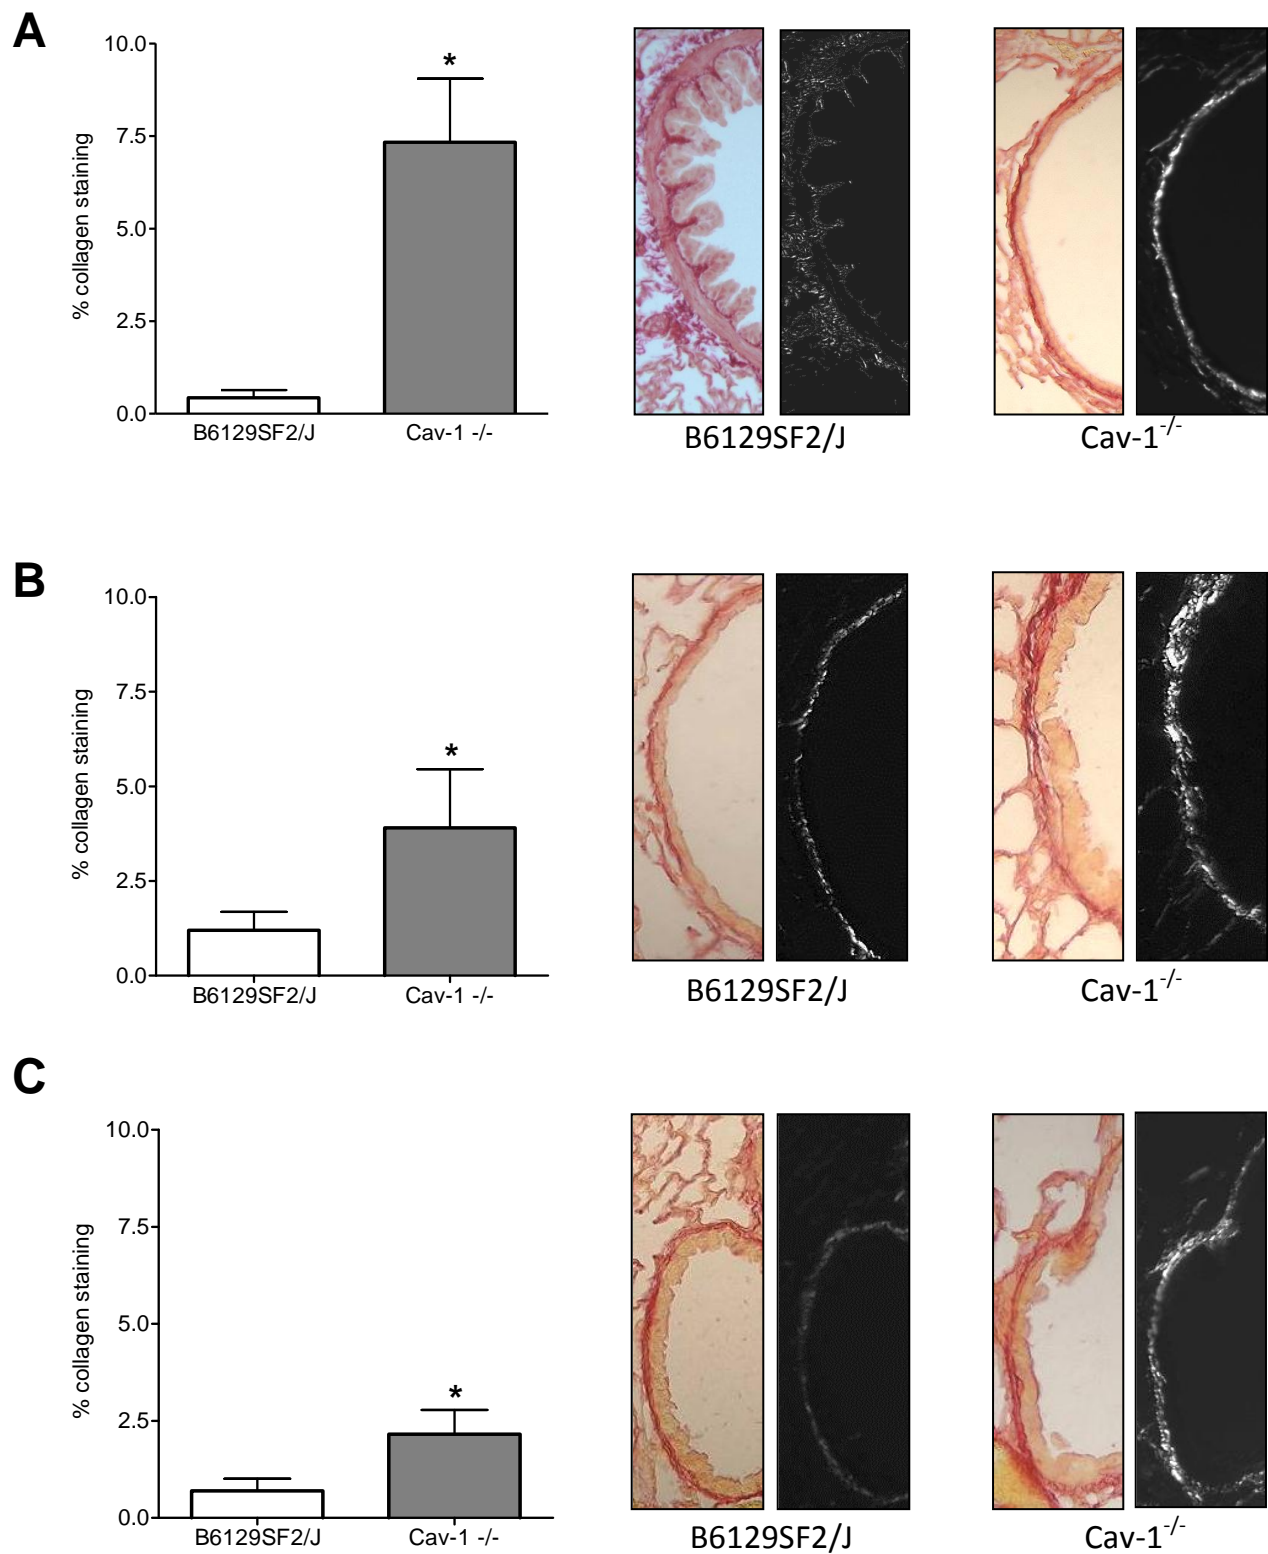 A
10.0
7.5
5.0
2.5
0.0
% collagen staining
*
B6129SF2/J
Cav-1 -/-
B6129SF2/J
Cav-1-/-
B
10.0
7.5
5.0
2.5
0.0
% collagen staining
*
B6129SF2/J
Cav-1 -/-
B6129SF2/J
Cav-1-/-
C
10.0
7.5
5.0
2.5
0.0
% collagen staining
*
B6129SF2/J
Cav-1 -/-
B6129SF2/J
Cav-1-/-